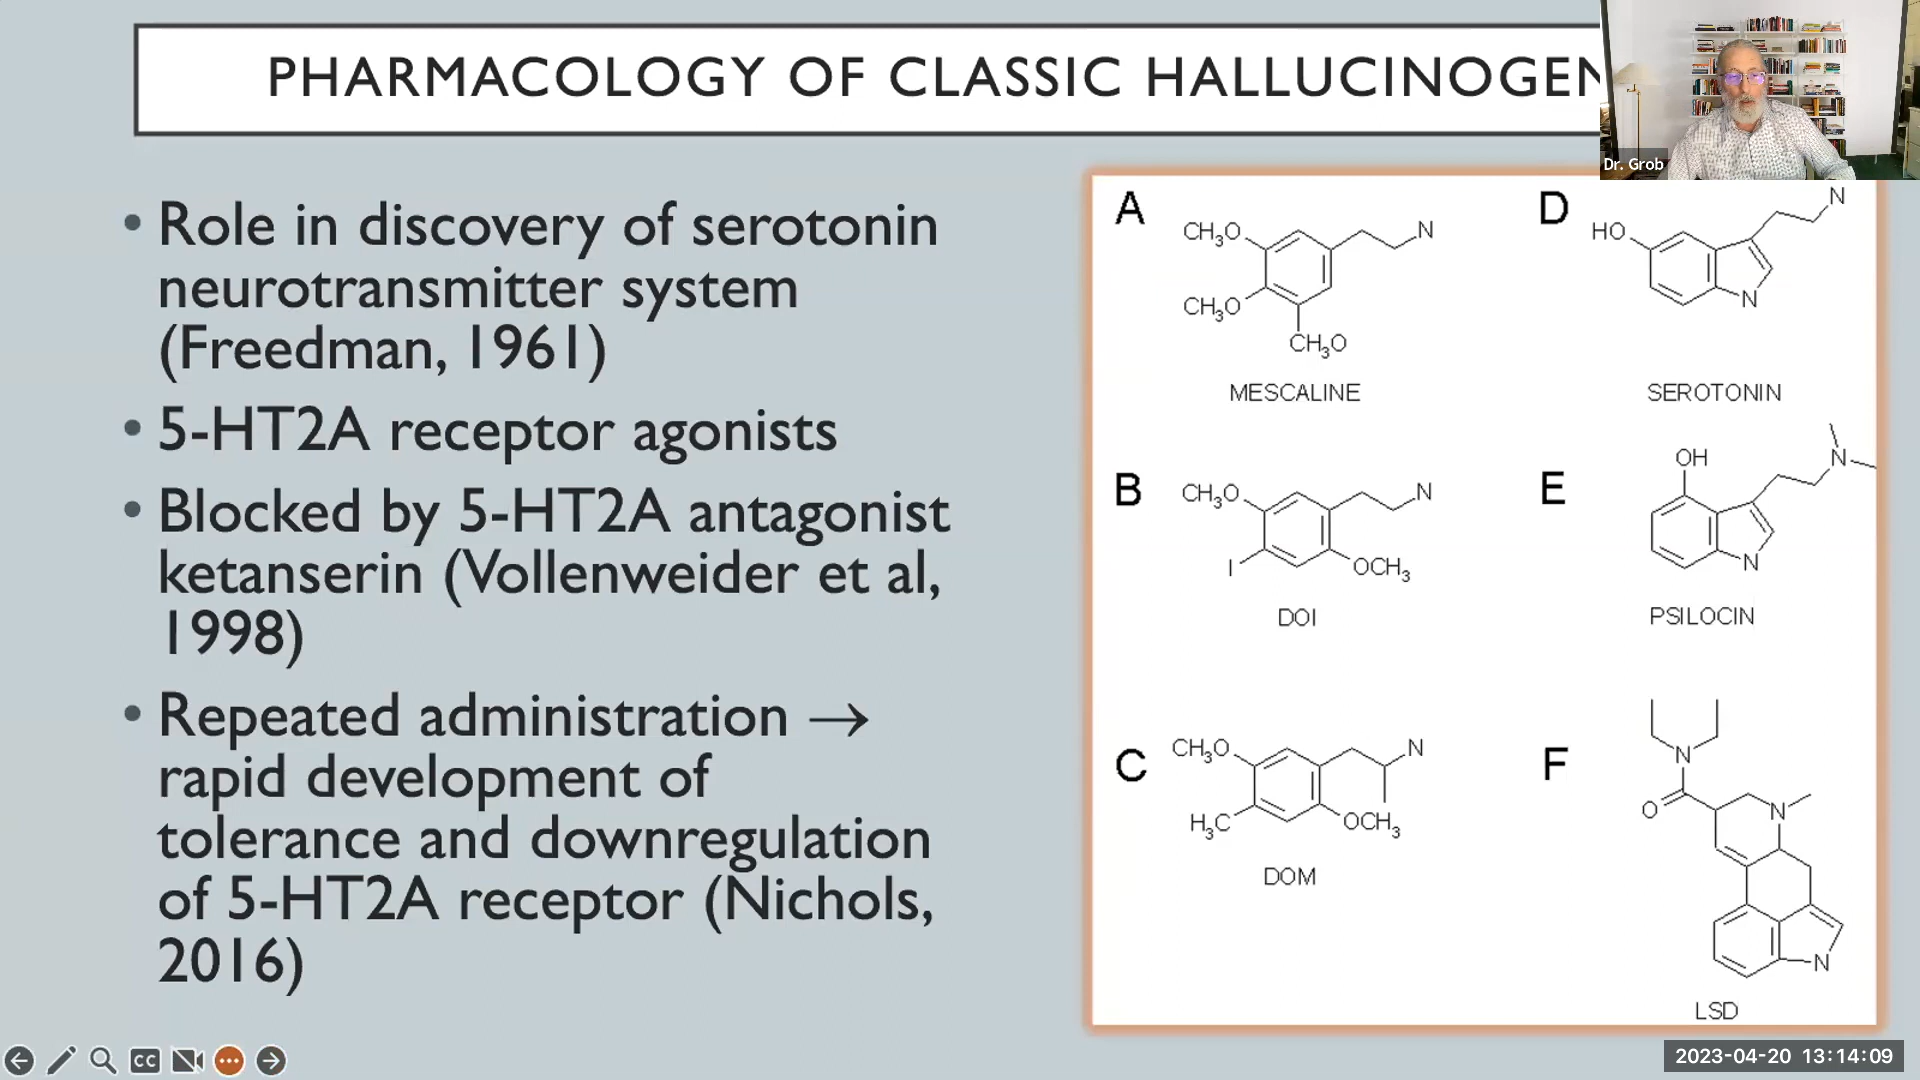 PHARMACOLOGY OF CLASSIC HALLUCINOGEN
Dr. Grob
• Role in discovery of serotonin
neurotransmitter system
(Freedman, 1961)
• 5-HT2A receptor agonists
• Blocked by 5-HT2A antagonist
ketanserin (Vollenweider et al,
1998)
• Repeated administration →
rapid development of
tolerance and downregulation
of 5-HT2A receptor (Nichols,
2016)
A
CH₃O
N
CH₃O
CH₃O
MESCALINE
B
CH₃O
N
I
OCH₃
DOI
C
CH₃O
N
H₃C
OCH₃
DOM
D
N
HO
N
SEROTONIN
E
OH
N
N
PSILOCIN
F
N
O
N
N
LSD
CC
2023-04-20 13:14:09